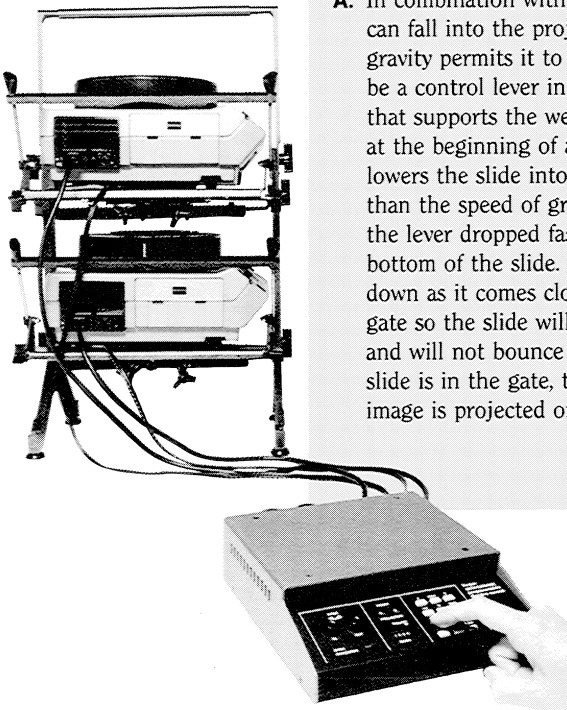 A. In combination with
can fall into the proj
gravity permits it to
be a control lever in
that supports the we
at the beginning of a
lowers the slide into
than the speed of gr
the lever dropped fas
bottom of the slide.
down as it comes clo
gate so the slide will
and will not bounce
slide is in the gate, t
image is projected o